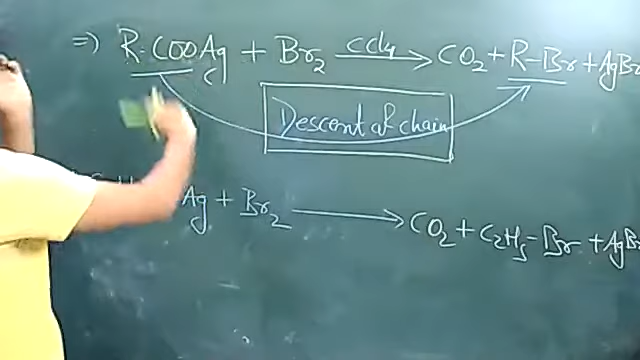 ⇒ R-COOAg + Br₂ —CCl₄→ CO₂ + R-Br + AgBr
C
Descent of chain
Ag + Br₂ ⟶ CO₂ + C₂H₅-Br + AgBr